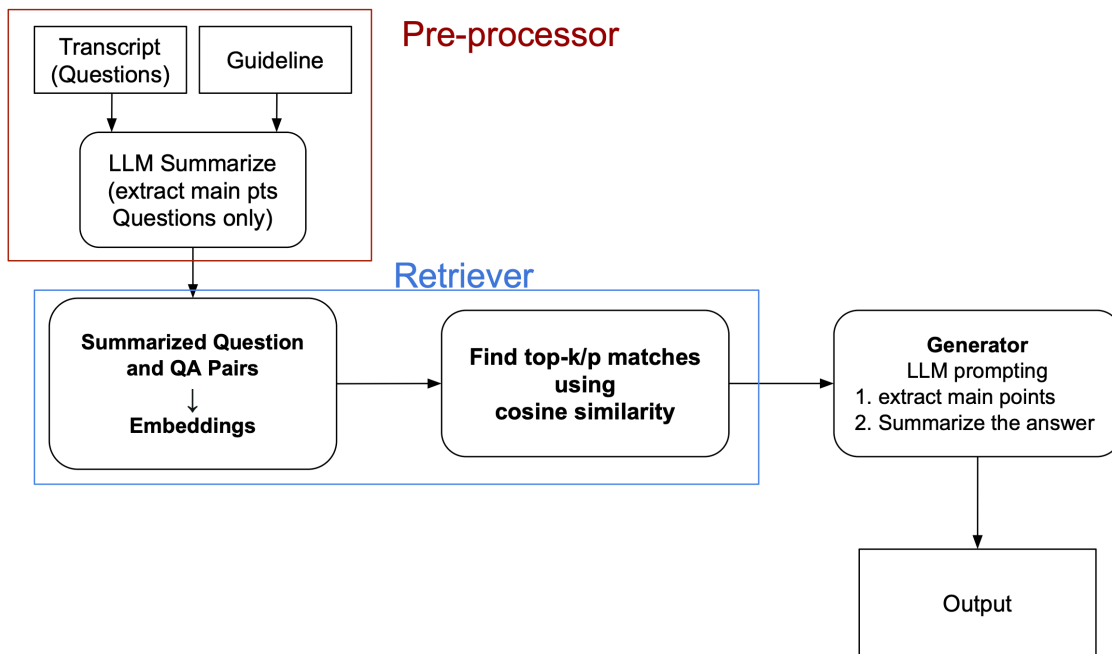 Pre-processor
Transcript
(Questions)
Guideline
LLM Summarize
(extract main pts
Questions only)
Retriever
Summarized Question
and QA Pairs
↓
Embeddings
Find top-k/p matches
using
cosine similarity
Generator
LLM prompting
1. extract main points
2. Summarize the answer
Output